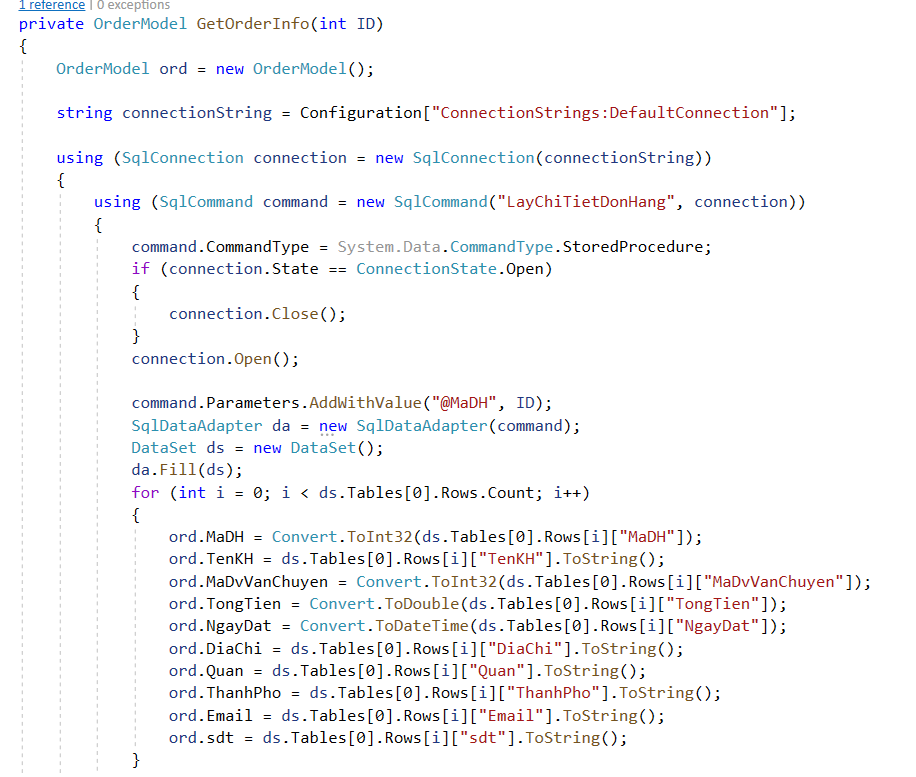 1 reference | 0 exceptions
private OrderModel GetOrderInfo(int ID)
{
    OrderModel ord = new OrderModel();
    string connectionString = Configuration["ConnectionStrings:DefaultConnection"];
    using (SqlConnection connection = new SqlConnection(connectionString))
    {
        using (SqlCommand command = new SqlCommand("LayChiTietDonHang", connection))
        {
            command.CommandType = System.Data.CommandType.StoredProcedure;
            if (connection.State == ConnectionState.Open)
            {
                connection.Close();
            }
            connection.Open();
            command.Parameters.AddWithValue("@MaDH", ID);
            SqlDataAdapter da = new SqlDataAdapter(command);
            DataSet ds = new DataSet();
            da.Fill(ds);
            for (int i = 0; i < ds.Tables[0].Rows.Count; i++)
            {
                ord.MaDH = Convert.ToInt32(ds.Tables[0].Rows[i]["MaDH"]);
                ord.TenKH = ds.Tables[0].Rows[i]["TenKH"].ToString();
                ord.MaDvVanChuyen = Convert.ToInt32(ds.Tables[0].Rows[i]["MaDvVanChuyen"]);
                ord.TongTien = Convert.ToDouble(ds.Tables[0].Rows[i]["TongTien"]);
                ord.NgayDat = Convert.ToDateTime(ds.Tables[0].Rows[i]["NgayDat"]);
                ord.DiaChi = ds.Tables[0].Rows[i]["DiaChi"].ToString();
                ord.Quan = ds.Tables[0].Rows[i]["Quan"].ToString();
                ord.ThanhPho = ds.Tables[0].Rows[i]["ThanhPho"].ToString();
                ord.Email = ds.Tables[0].Rows[i]["Email"].ToString();
                ord.sdt = ds.Tables[0].Rows[i]["sdt"].ToString();
            }